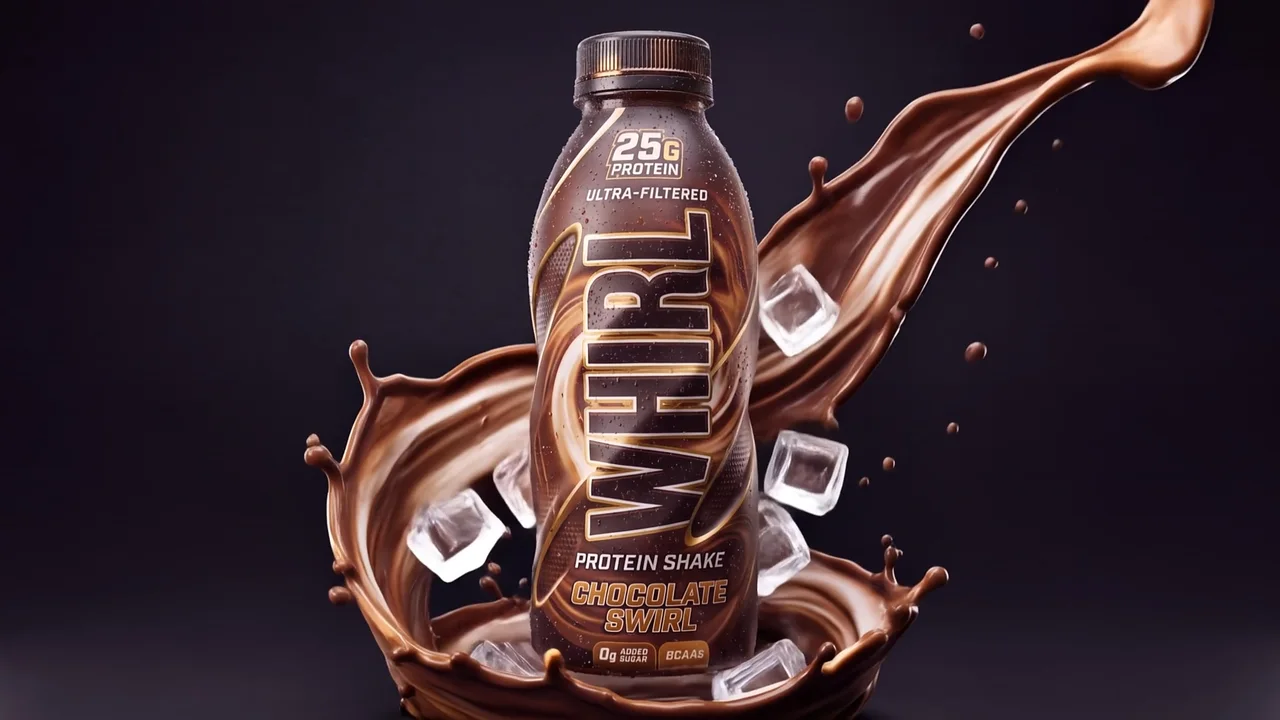 25G
PROTEIN
ULTRA-FILTERED
WHIRL
PROTEIN SHAKE
CHOCOLATE
SWIRL
0g ADDED SUGAR
BCAAS